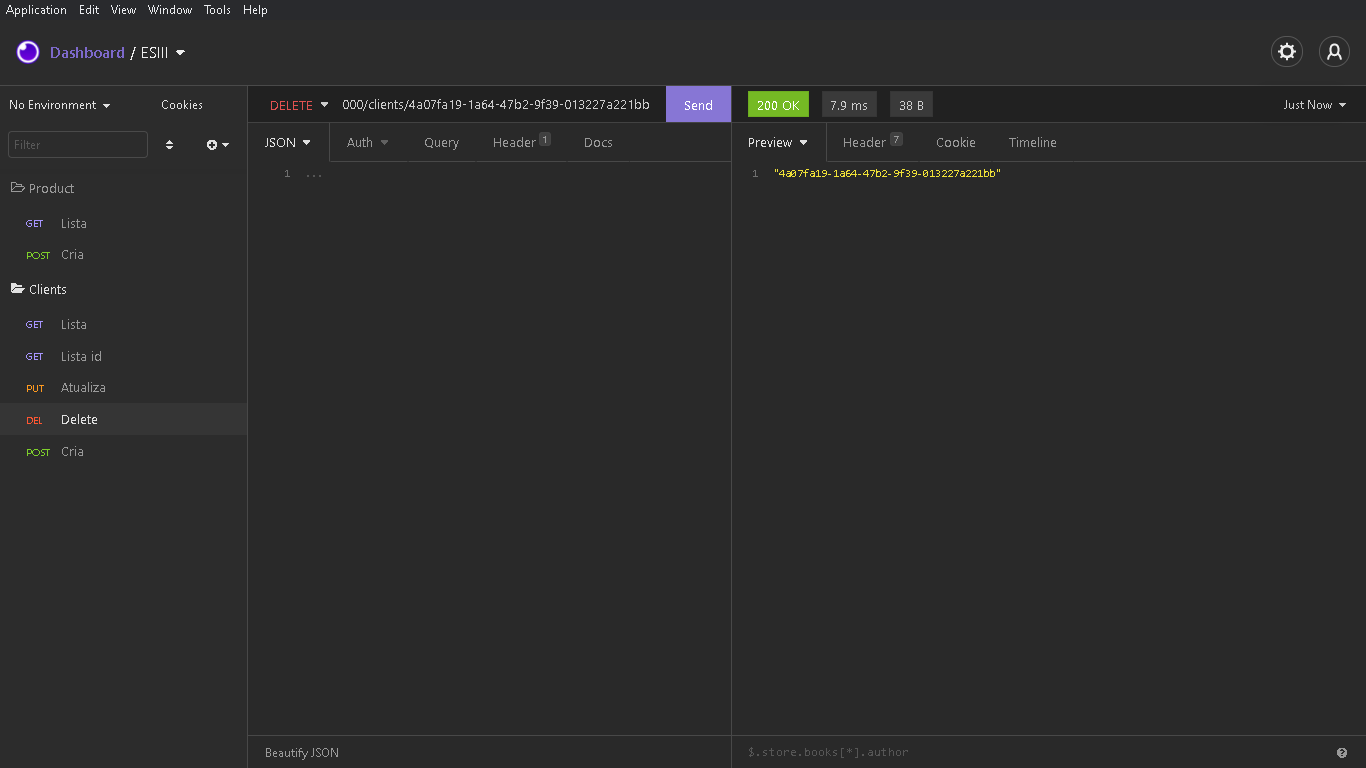 Application Edit View Window Tools Help
Dashboard / ESIII
No Environment Cookies
Filter
Product
GET Lista
POST Cria
Clients
GET Lista
GET Lista id
PUT Atualiza
DEL Delete
POST Cria
DELETE 000/clients/4a07fa19-1a64-47b2-9f39-013227a221bb Send
JSON Auth Query Header 1 Docs
1 ...
Beautify JSON
200 OK 7.9 ms 38 B Just Now
Preview Header 7 Cookie Timeline
1 "4a07fa19-1a64-47b2-9f39-013227a221bb"
$.store.books[*].author